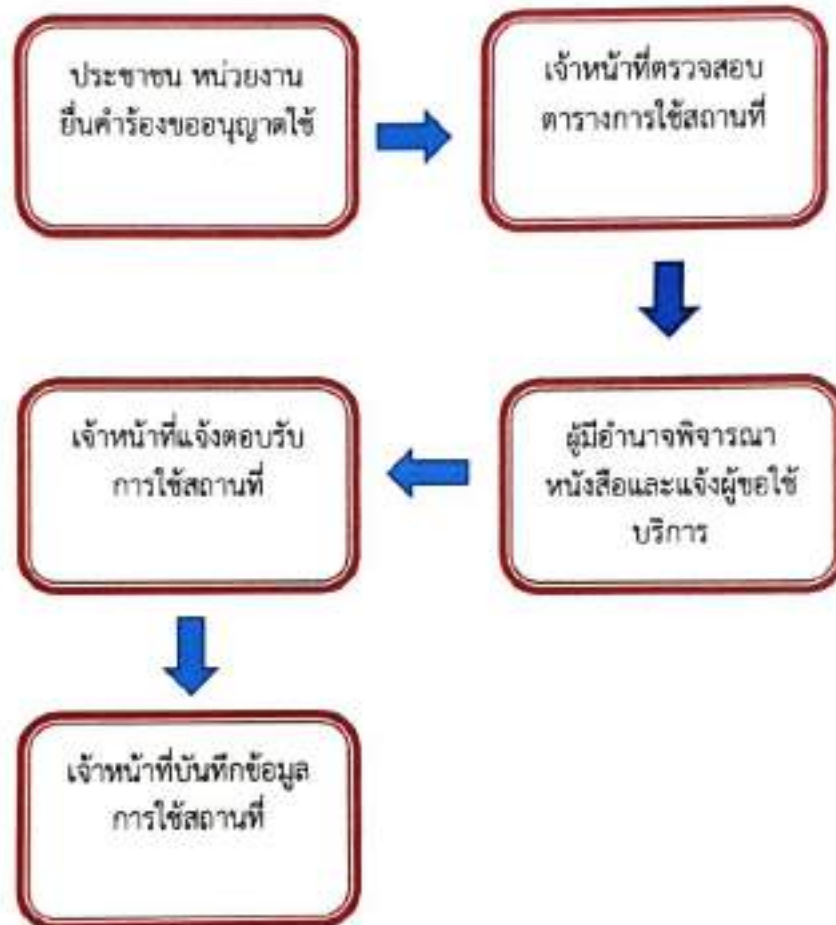 ประชาชน หน่วยงาน
ยื่นคำร้องขออนุญาตใช้
เจ้าหน้าที่ตรวจสอบ
ตารางการใช้สถานที่
ผู้มีอำนาจพิจารณา
หนังสือและแจ้งผู้ขอใช้
บริการ
เจ้าหน้าที่แจ้งตอบรับ
การใช้สถานที่
เจ้าหน้าที่บันทึกข้อมูล
การใช้สถานที่